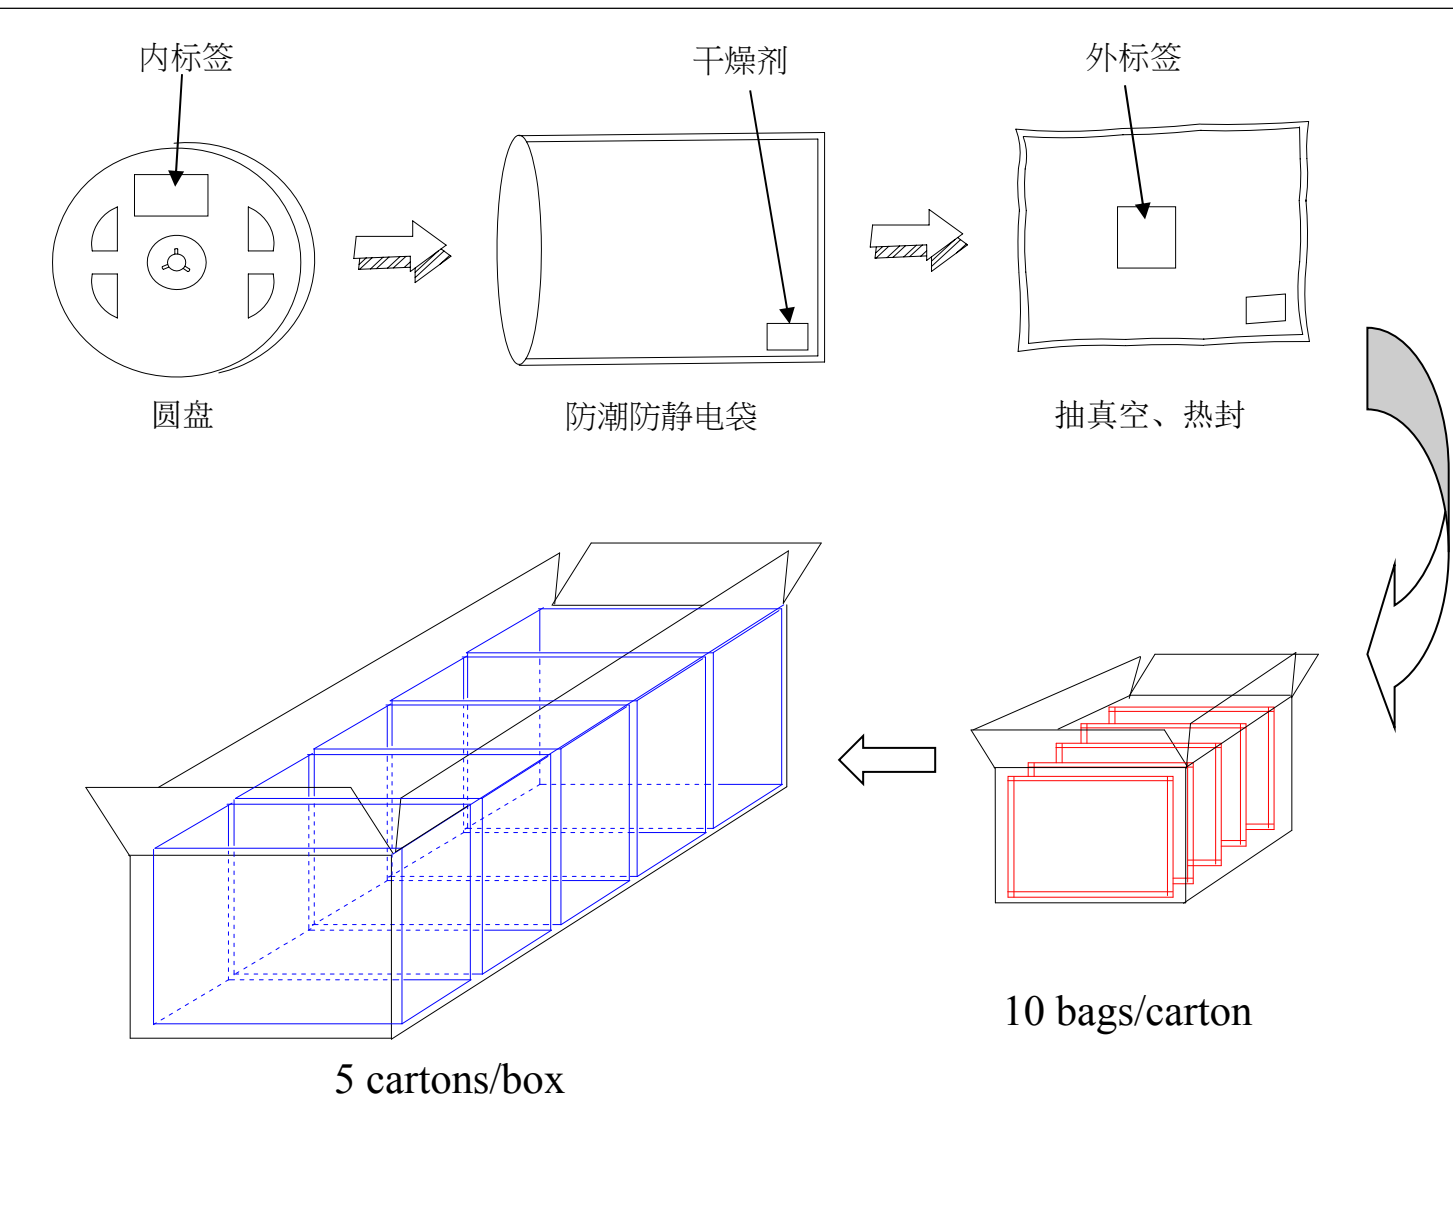 内标签
干燥剂
外标签
圆盘
防潮防静电袋
抽真空、热封
10 bags/carton
5 cartons/box